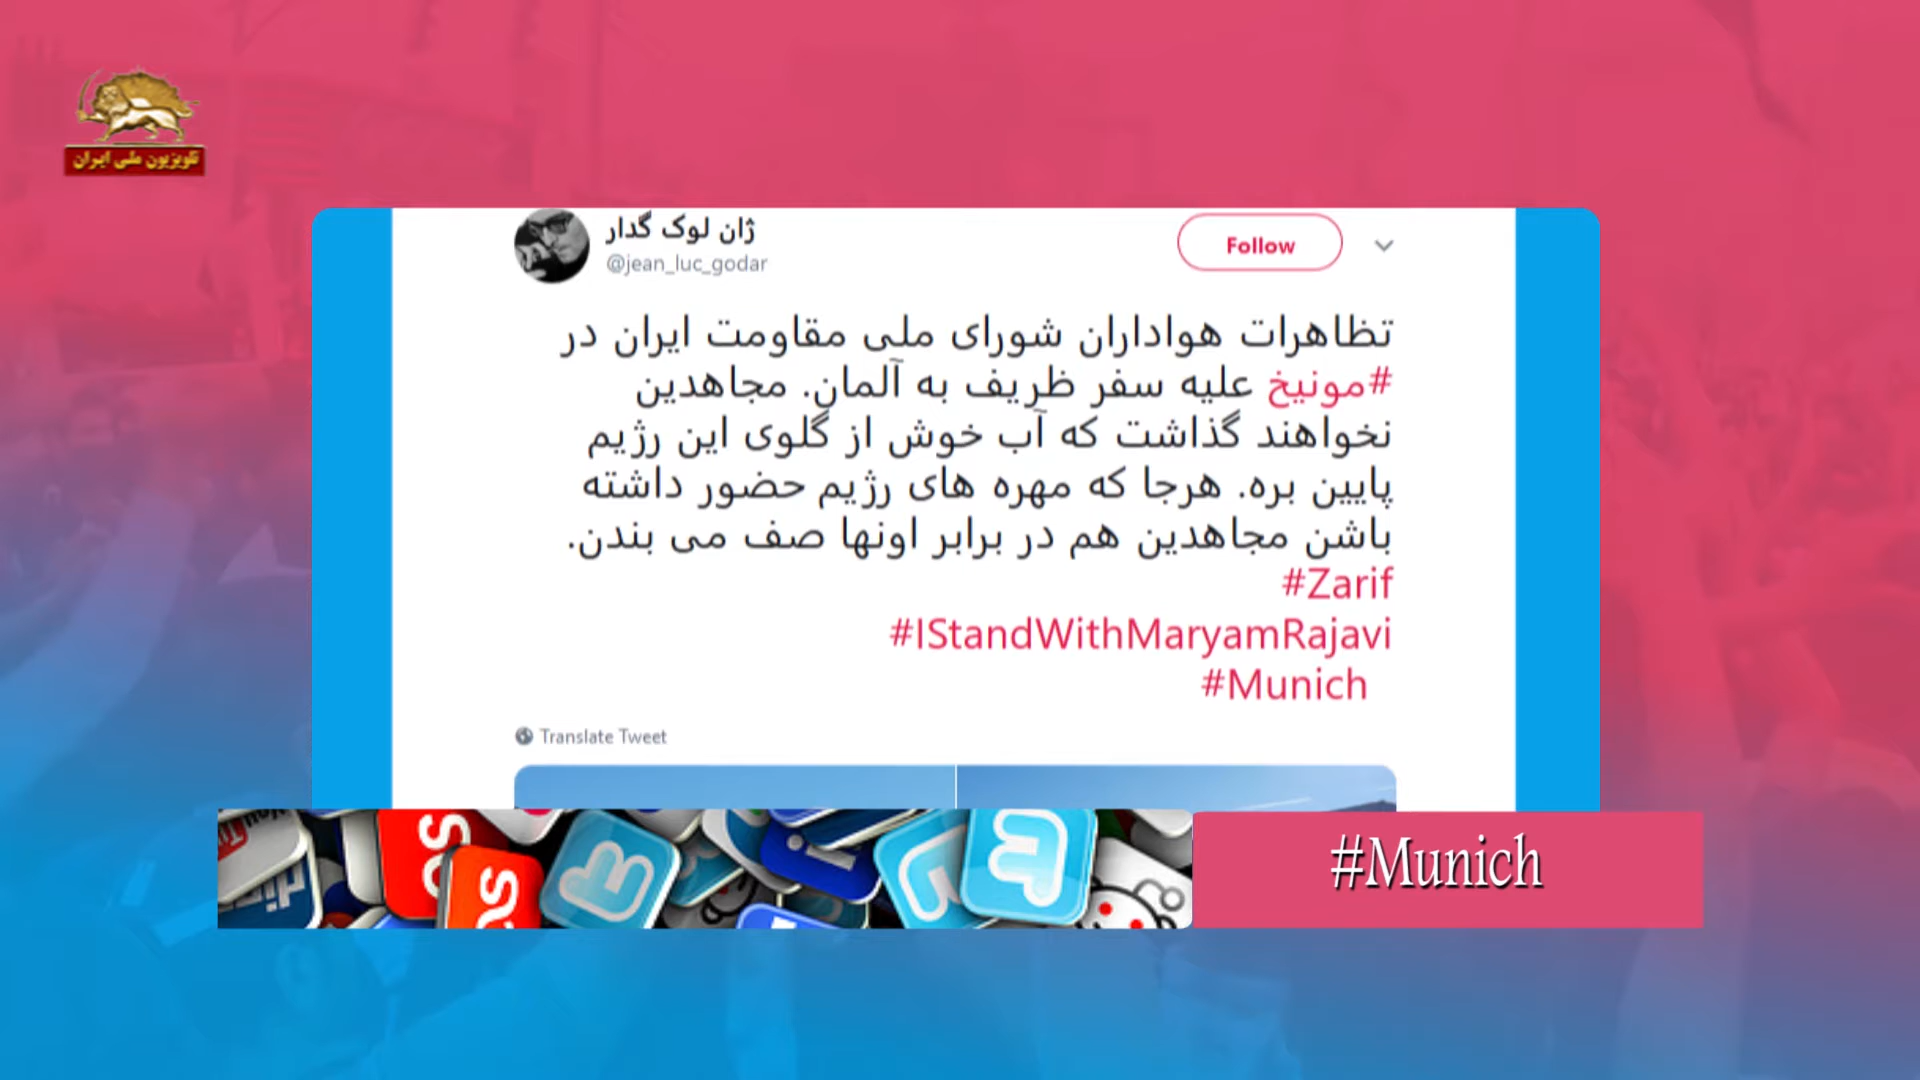 تلویزیون ملی ایران
ژان لوک گدار
@jean_luc_godar
Follow
تظاهرات هواداران شورای ملی مقاومت ایران در
#مونیخ علیه سفر ظریف به آلمان. مجاهدین
نخواهند گذاشت که آب خوش از گلوی این رژیم
پایین بره. هرجا که مهره های رژیم حضور داشته
باشن مجاهدین هم در برابر اونها صف می بندن.
#Zarif
#IStandWithMaryamRajavi
#Munich
Translate Tweet
#Munich